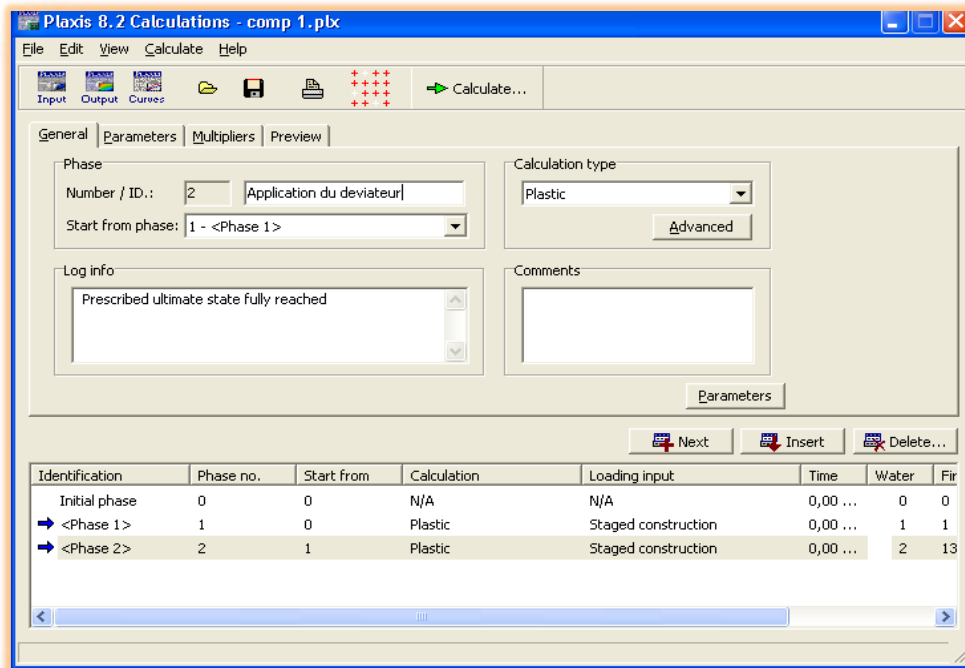 Plaxis 8.2 Calculations - comp 1.plx
File Edit View Calculate Help
Input Output Curves Calculate...
General Parameters Multipliers Preview
Phase
Number / ID.: 2 Application du deviateur
Start from phase: 1 - <Phase 1>
Calculation type
Plastic
Advanced
Log info
Prescribed ultimate state fully reached
Comments
Parameters
Next Insert Delete...
Identification Phase no. Start from Calculation Loading input Time Water Fir
Initial phase 0 0 N/A N/A 0,00 ... 0 0
<Phase 1> 1 0 Plastic Staged construction 0,00 ... 1 1
<Phase 2> 2 1 Plastic Staged construction 0,00 ... 2 13